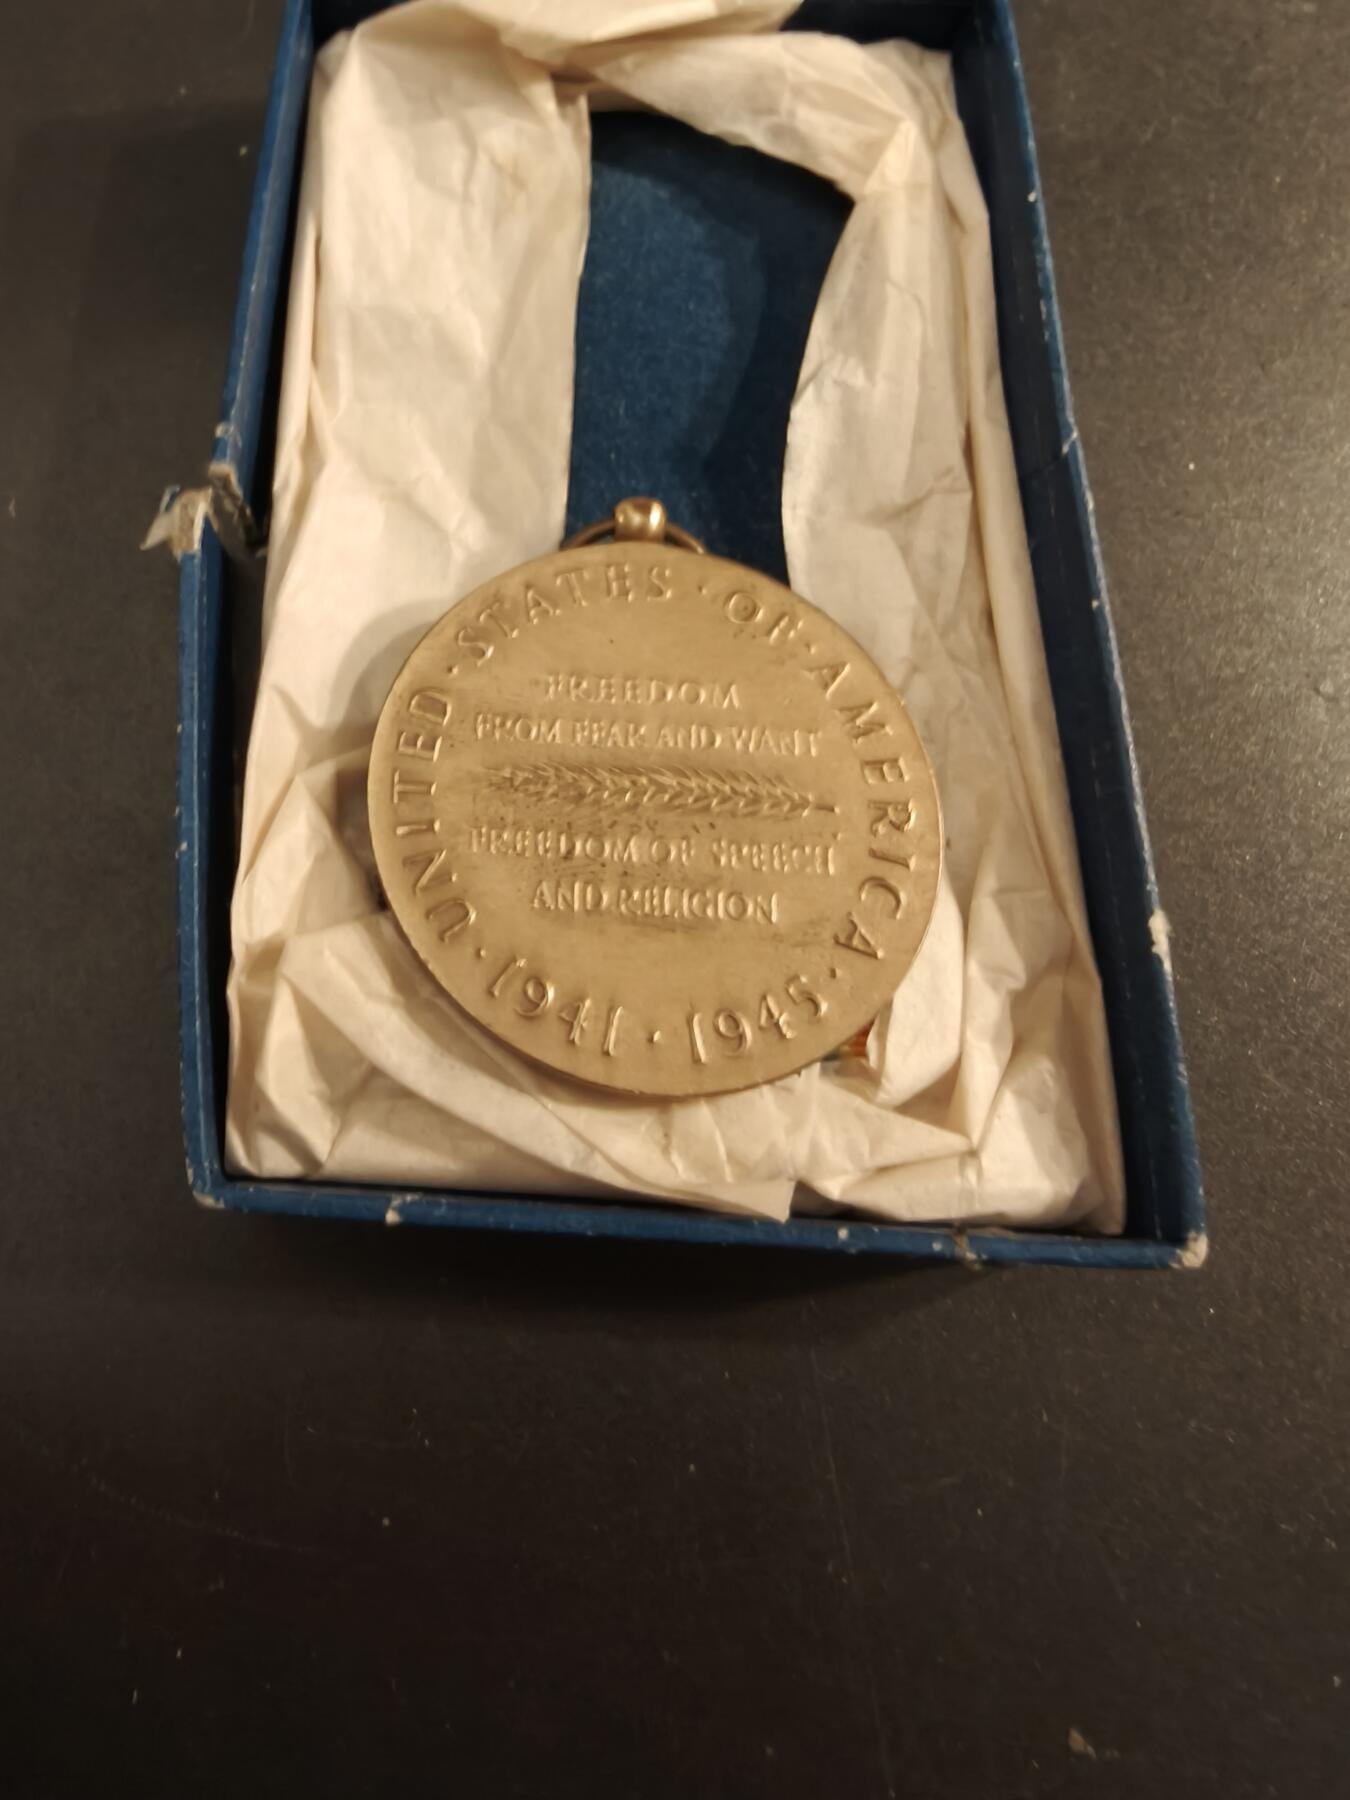 UNITED · STATES · OF · AMERICA ·
FREEDOM
FROM FEAR AND WANT
FREEDOM OF SPEECH
AND RELIGION
· 1941 · 1945